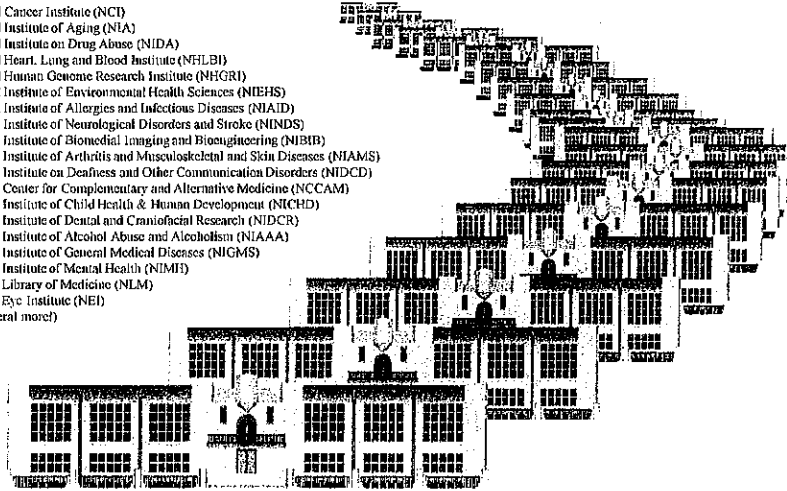 Cancer Institute (NCI)
Institute of Aging (NIA)
Institute on Drug Abuse (NIDA)
Heart, Lung and Blood Institute (NHLBI)
Human Genome Research Institute (NHGRI)
Institute of Environmental Health Sciences (NIEHS)
Institute of Allergies and Infectious Diseases (NIAID)
Institute of Neurological Disorders and Stroke (NINDS)
Institute of Biomedial Imaging and Bioengineering (NIBIB)
Institute of Arthritis and Musculoskeletal and Skin Diseases (NIAMS)
Institute on Deafness and Other Communication Disorders (NIDCD)
Center for Complementary and Alternative Medicine (NCCAM)
Institute of Child Health & Human Development (NICHD)
Institute of Dental and Craniofacial Research (NIDCR)
Institute of Alcohol Abuse and Alcoholism (NIAAA)
Institute of General Medical Diseases (NIGMS)
Institute of Mental Health (NIMH)
Library of Medicine (NLM)
Eye Institute (NEI)
eral more!)